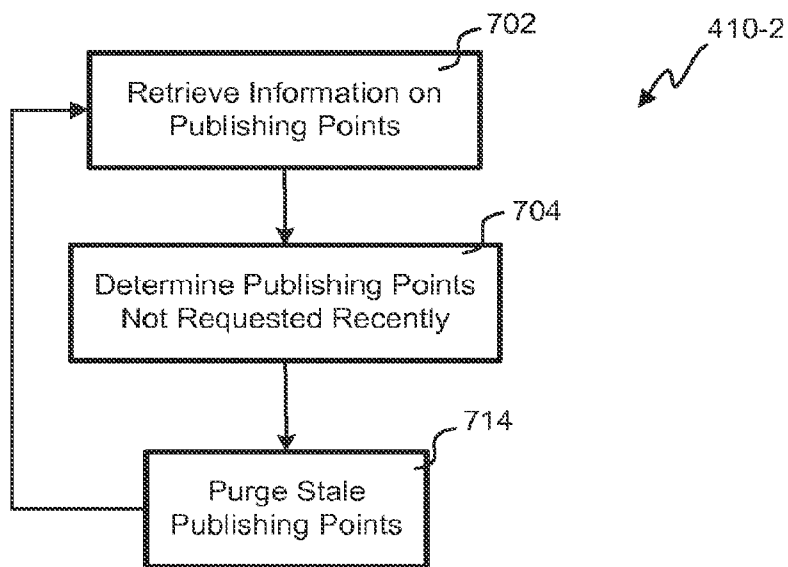 702
410-2
Retrieve Information on
Publishing Points
704
Determine Publishing Points
Not Requested Recently
714
Purge Stale
Publishing Points